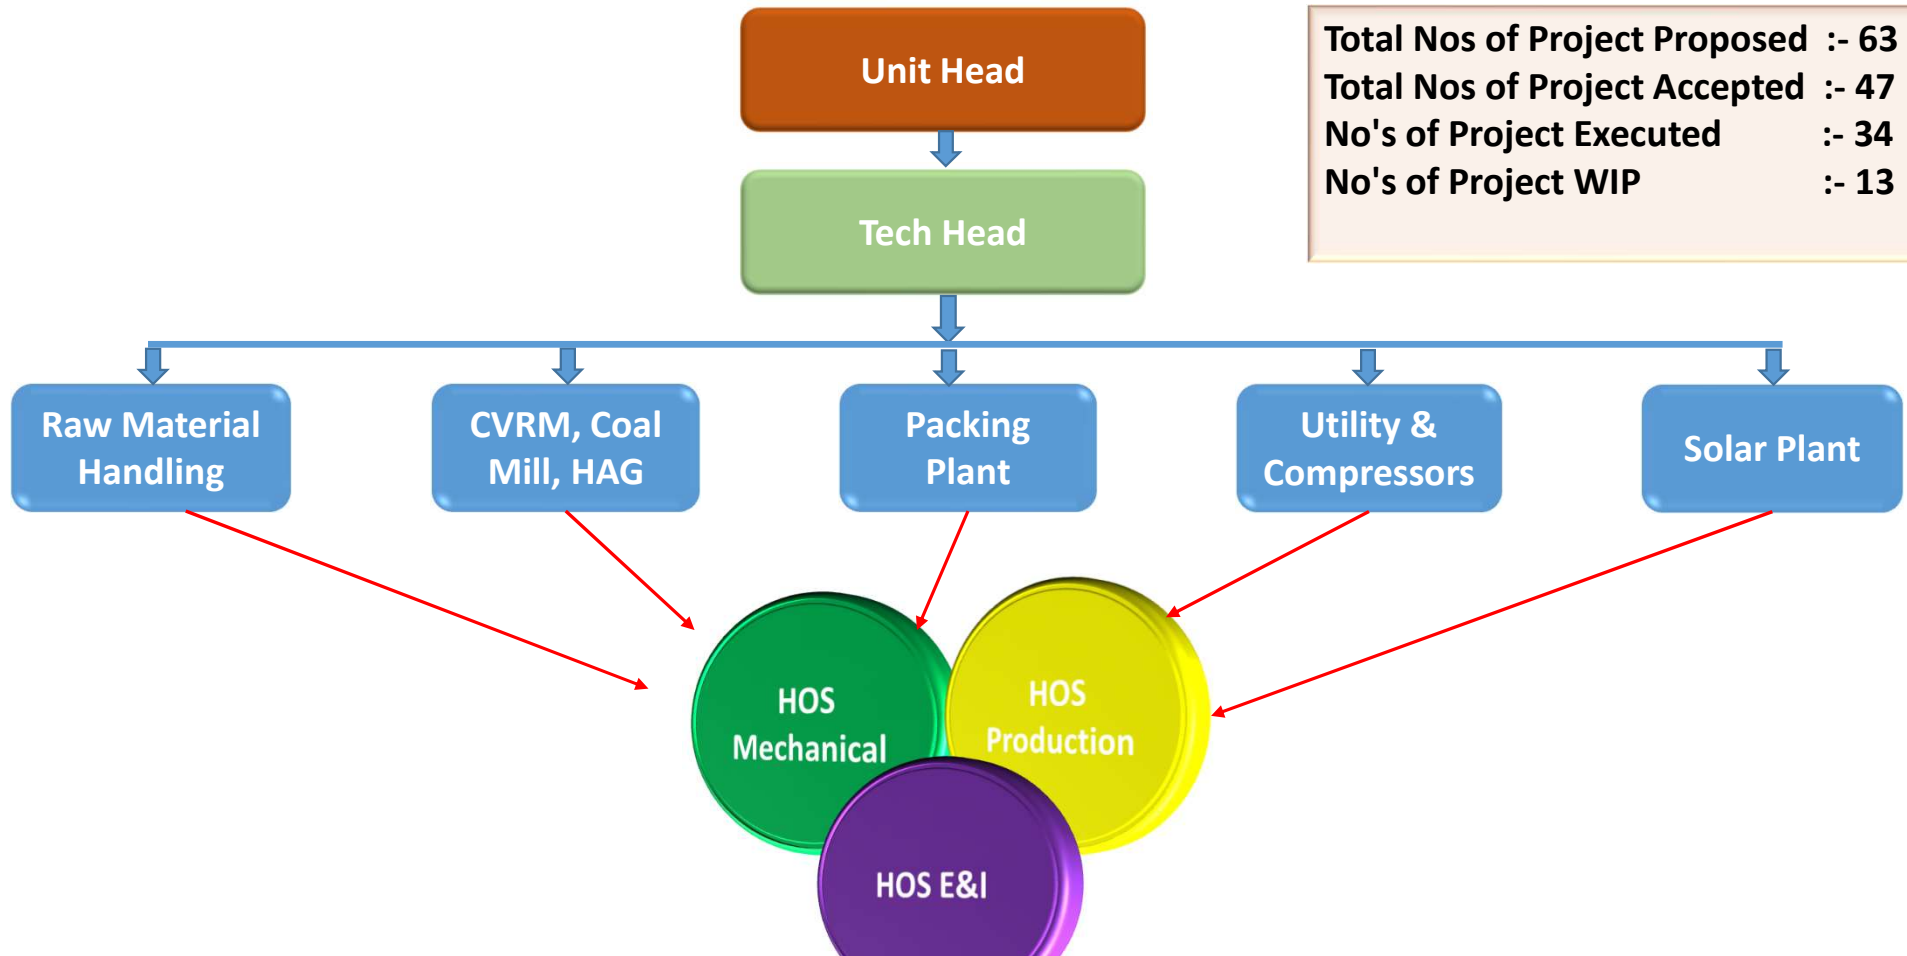 Unit Head
Total Nos of Project Proposed :- 63
Total Nos of Project Accepted :- 47
No's of Project Executed :- 34
No's of Project WIP :- 13
Tech Head
Raw Material
Handling
CVRM, Coal
Mill, HAG
Packing
Plant
Utility &
Compressors
Solar Plant
HOS
Mechanical
HOS
Production
HOS E&I